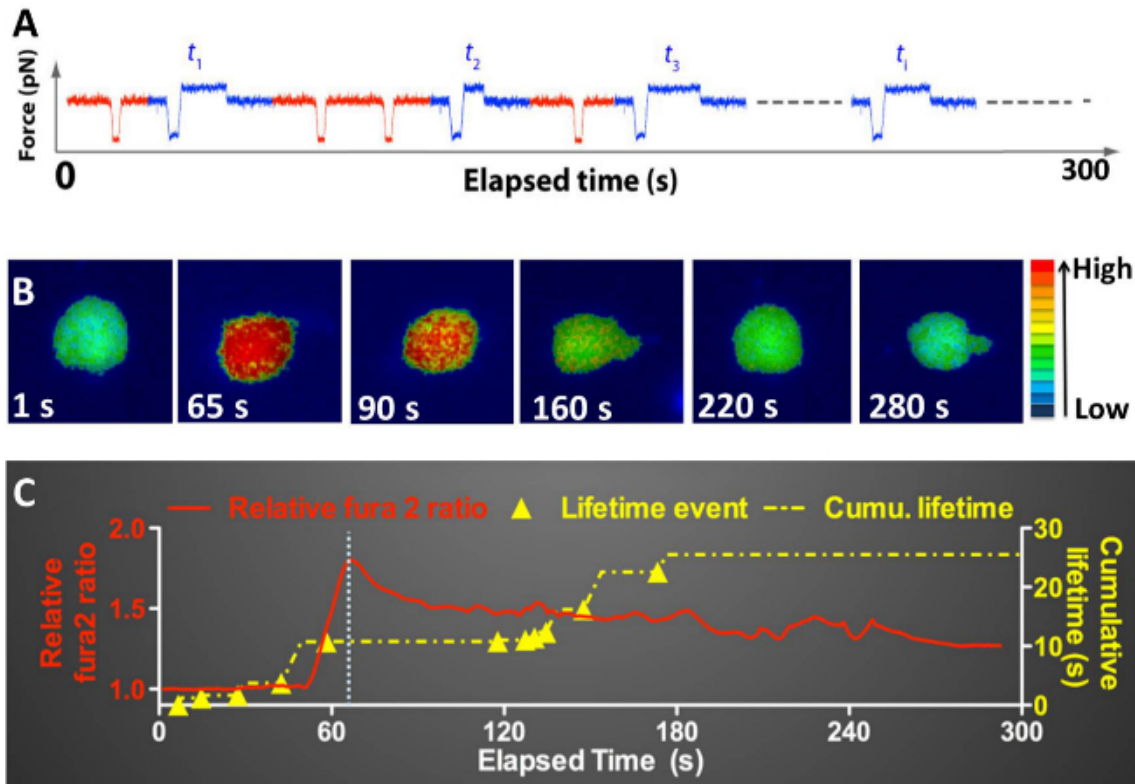 A
t1 t2 t3 ti
Force (pN)
0 300
Elapsed time (s)
B
High
Low
1 s 65 s 90 s 160 s 220 s 280 s
C
Relative fura 2 ratio Lifetime event Cumu. lifetime
2.0 30
1.5 20
10
1.0 0
Relative
fura2 ratio
Cumulative
lifetime (s)
0 60 120 180 240 300
Elapsed Time (s)